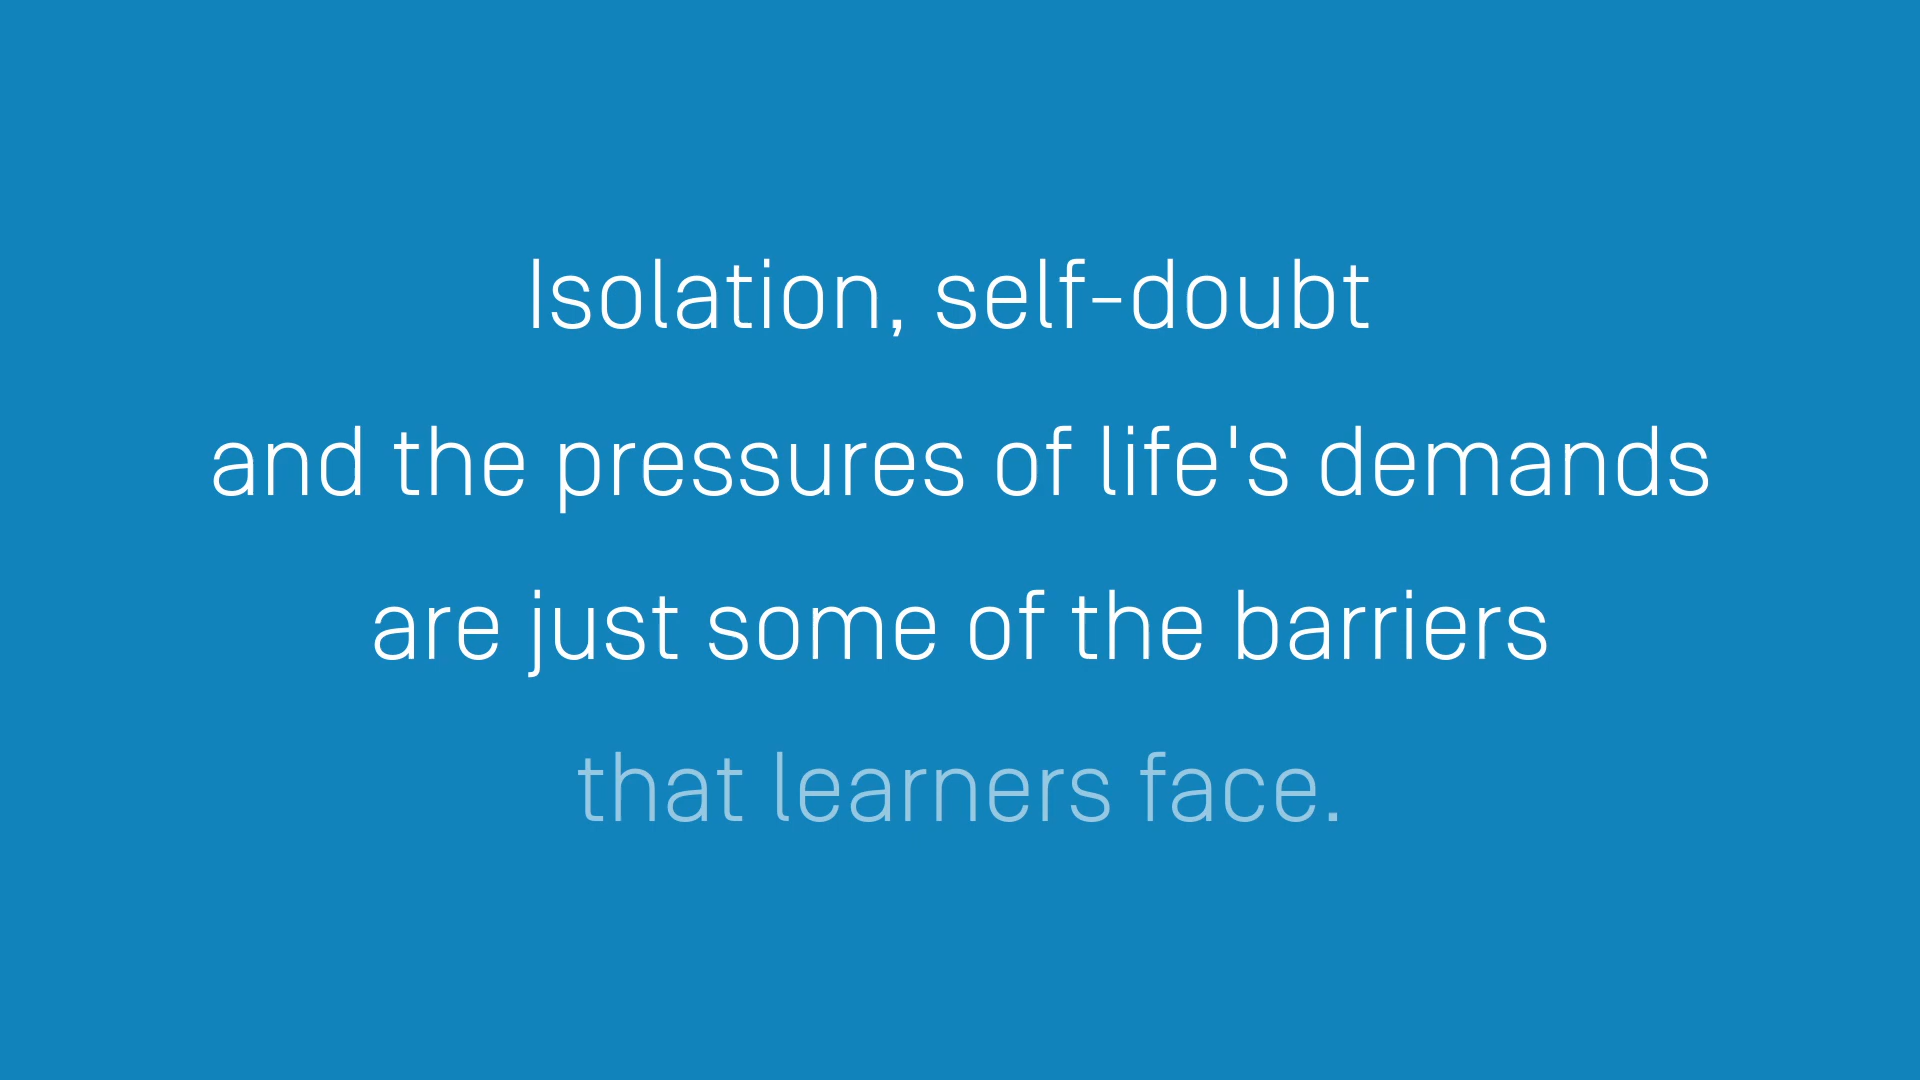 Isolation, self-doubt
and the pressures of life's demands
are just some of the barriers
that learners face.